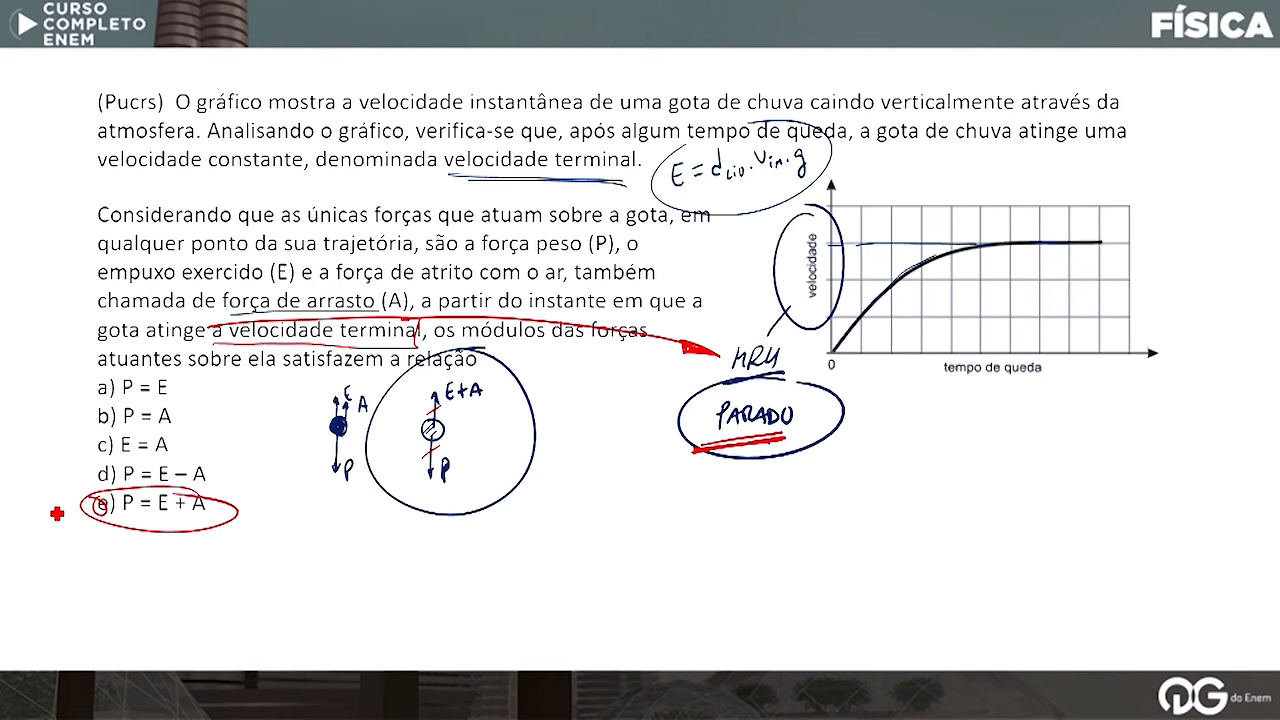 CURSO
COMPLETO
ENEM
FÍSICA
(Pucrs) O gráfico mostra a velocidade instantânea de uma gota de chuva caindo verticalmente através da
atmosfera. Analisando o gráfico, verifica-se que, após algum tempo de queda, a gota de chuva atinge uma
velocidade constante, denominada velocidade terminal.
E = dLIQ. Vim. g
Considerando que as únicas forças que atuam sobre a gota, em
qualquer ponto da sua trajetória, são a força peso (P), o
empuxo exercido (E) e a força de atrito com o ar, também
chamada de força de arrasto (A), a partir do instante em que a
gota atinge a velocidade terminal, os módulos das forças
atuantes sobre ela satisfazem a relação
a) P = E
b) P = A
c) E = A
d) P = E – A
e) P = E + A
E
A
P
E+A
P
velocidade
0
tempo de queda
MRU
PARADO
QG do Enem